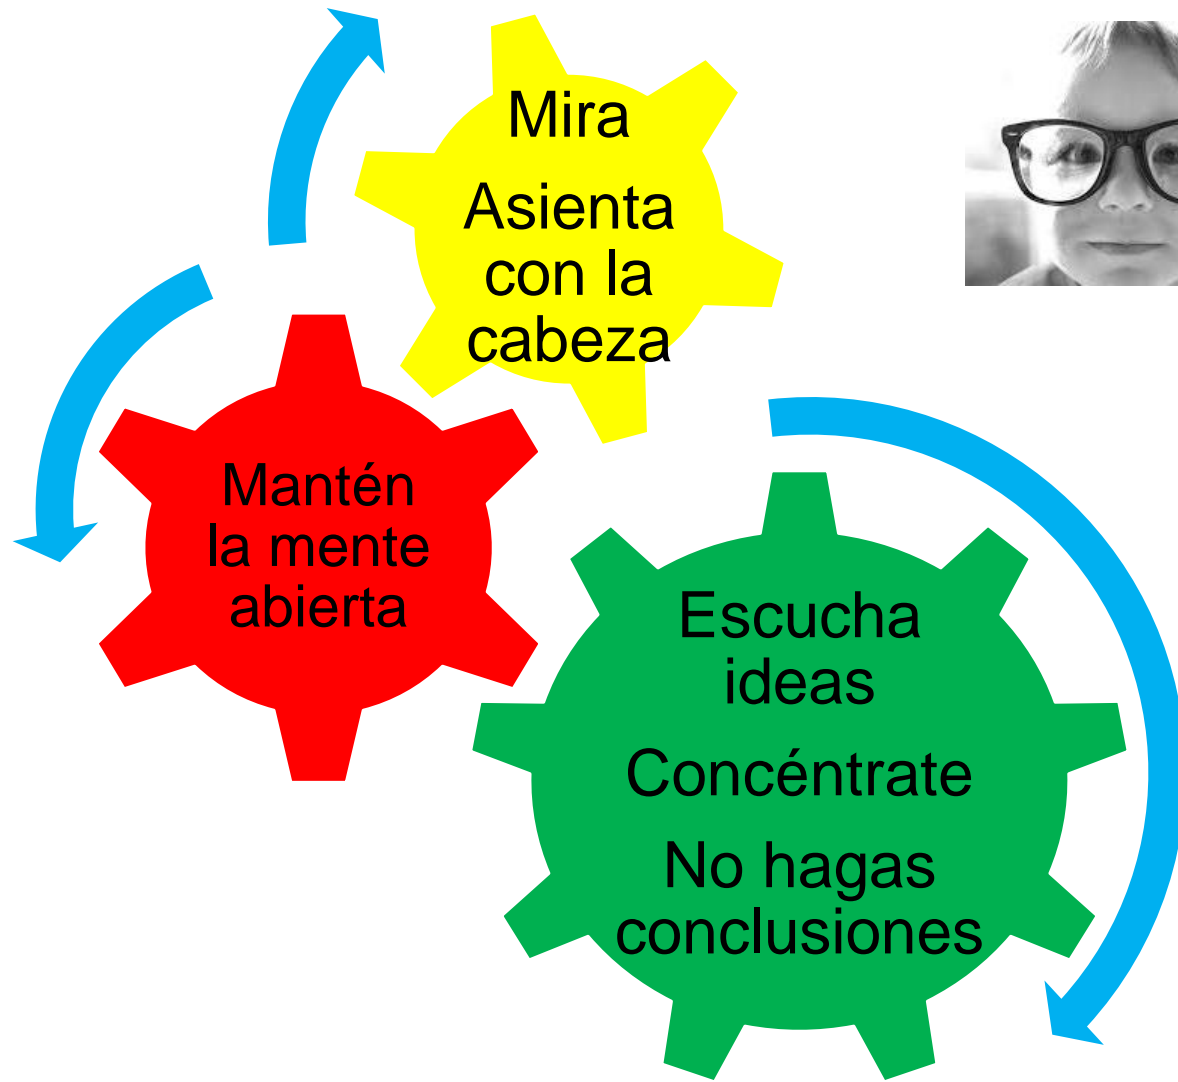 Mira
Asienta
con la
cabeza
Mantén
la mente
abierta
Escucha
ideas
Concéntrate
No hagas
conclusiones